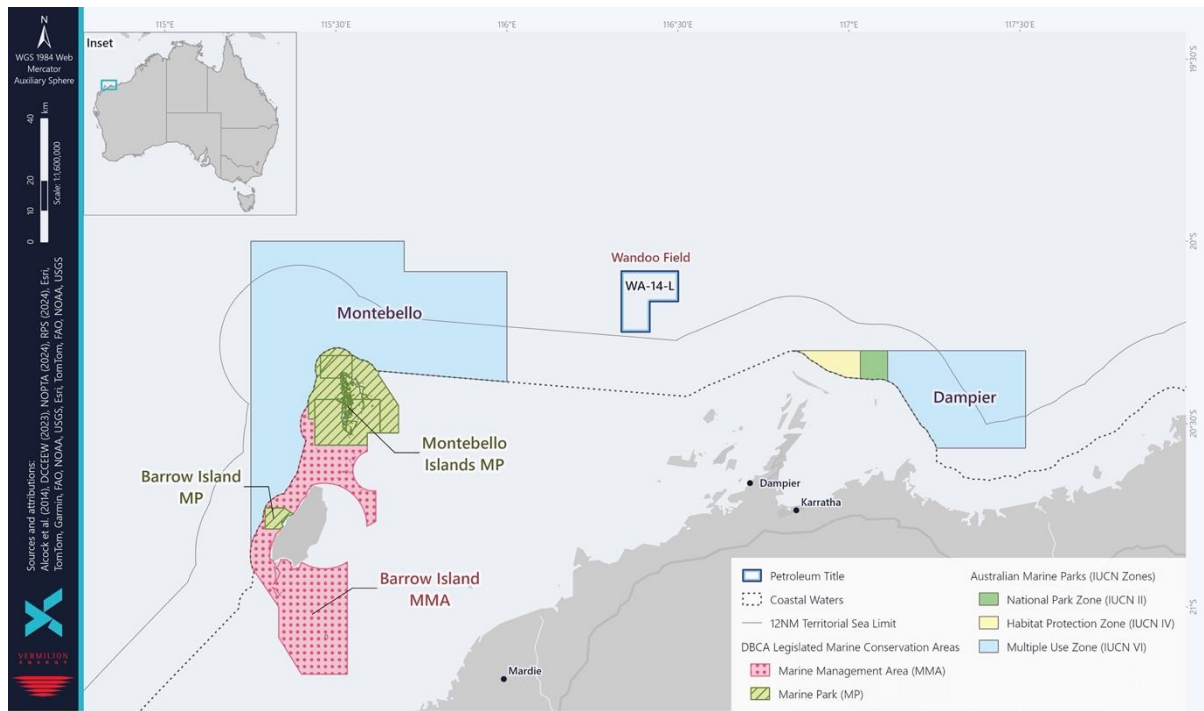 115°E
115°30'E
116°E
116°30'E
117°E
117°30'E
N
WGS 1984 Web
Mercator
Auxiliary Sphere
km
40
20
10
0
Scale: 1:1,600,000
Sources and attributions:
Alcock et al. (2014), DCCEEW (2023), NOPTA (2024), RPS (2024), Esri,
TomTom, Garmin, FAO, NOAA, USGS, Esri, TomTom, FAO, NOAA, USGS
VERMILION
ENERGY
Inset
19°30'S
20°S
20°30'S
21°S
Wandoo Field
WA-14-L
Montebello
Dampier
Montebello
Islands MP
Barrow Island
MP
Barrow Island
MMA
Dampier
Karratha
Mardie
Petroleum Title
Coastal Waters
12NM Territorial Sea Limit
DBCA Legislated Marine Conservation Areas
Marine Management Area (MMA)
Marine Park (MP)
Australian Marine Parks (IUCN Zones)
National Park Zone (IUCN II)
Habitat Protection Zone (IUCN IV)
Multiple Use Zone (IUCN VI)